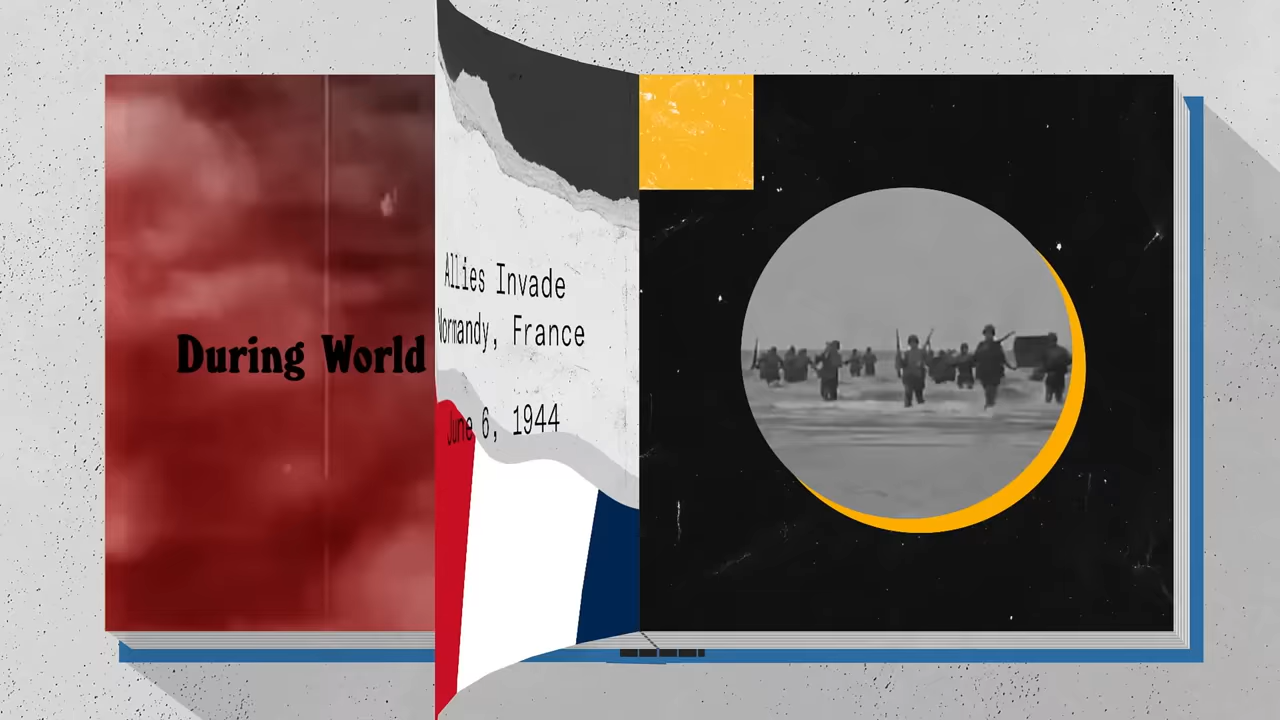 During World
Allies Invade
Normandy, France
June 6, 1944